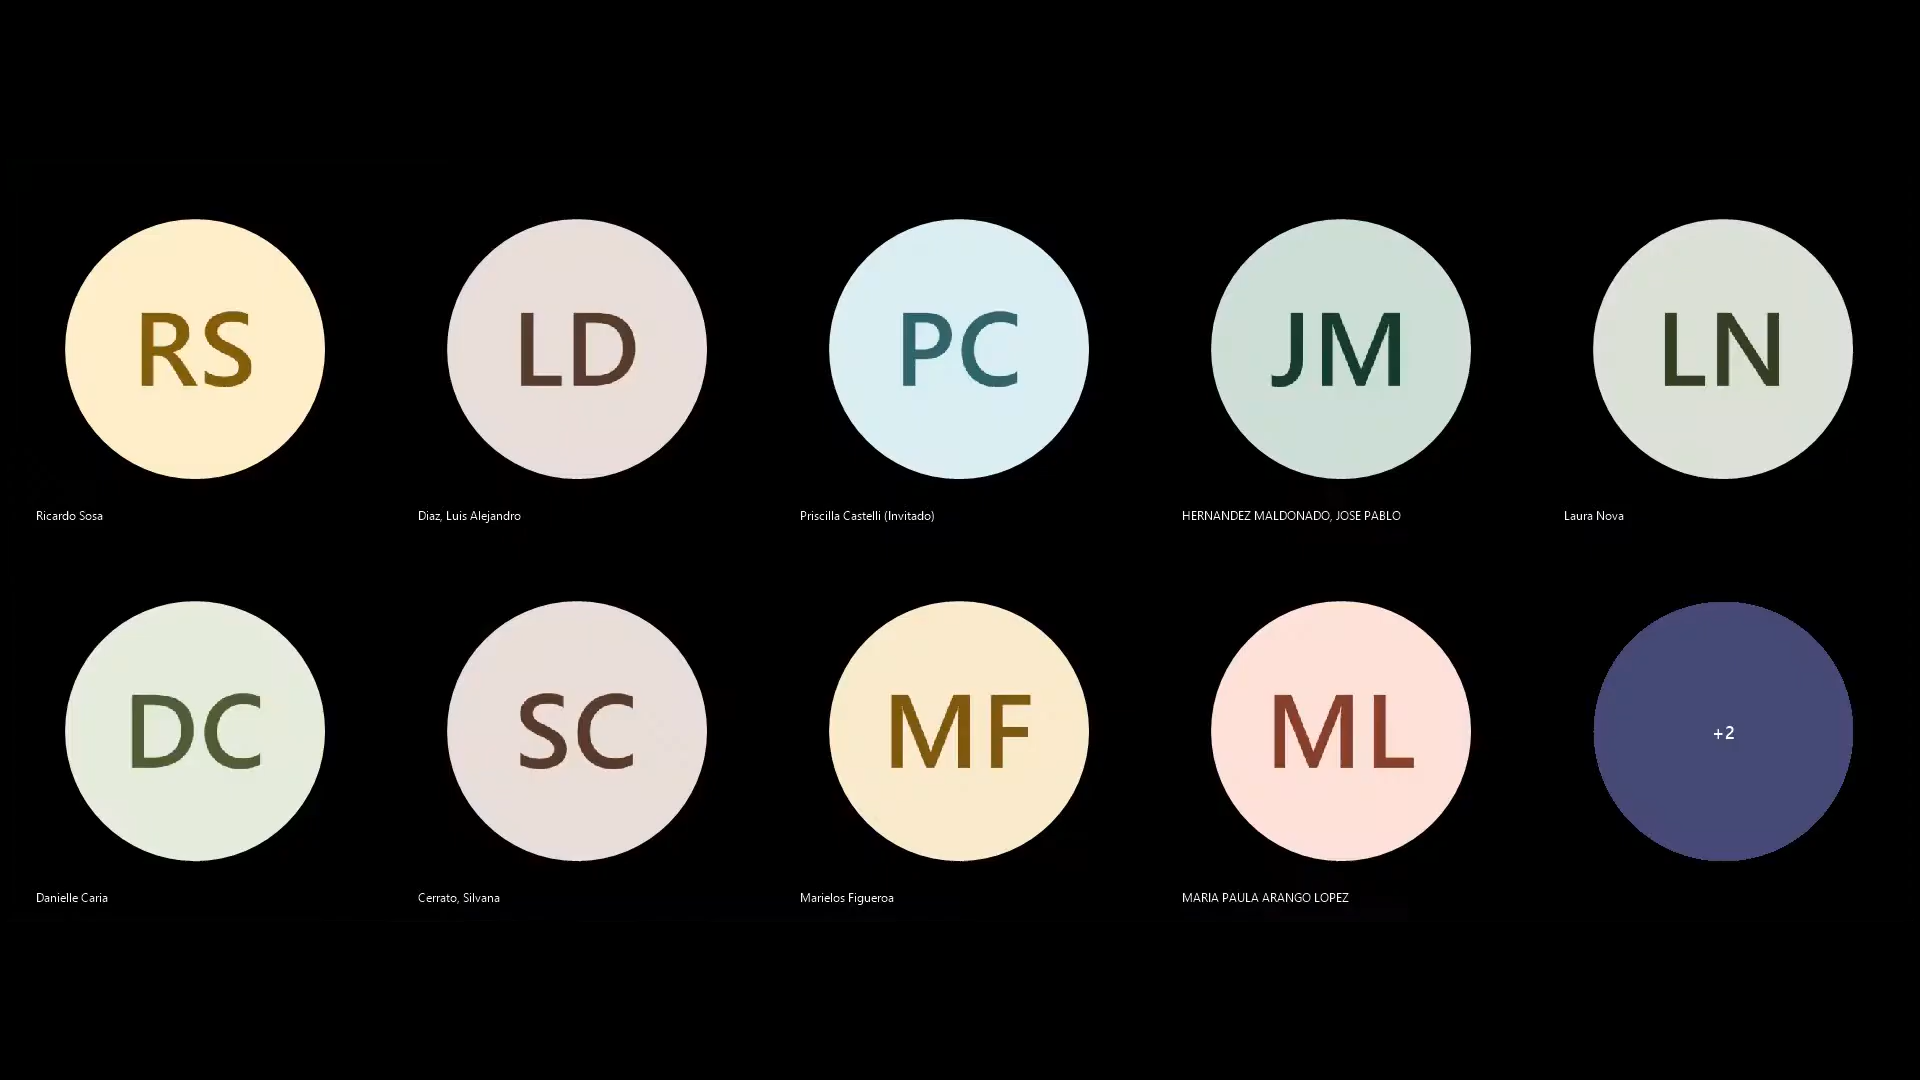 RS
LD
PC
JM
LN
Ricardo Sosa
Diaz, Luis Alejandro
Priscilla Castelli (Invitado)
HERNANDEZ MALDONADO, JOSE PABLO
Laura Nova
DC
SC
MF
ML
+2
Danielle Caria
Cerrato, Silvana
Marielos Figueroa
MARIA PAULA ARANGO LOPEZ